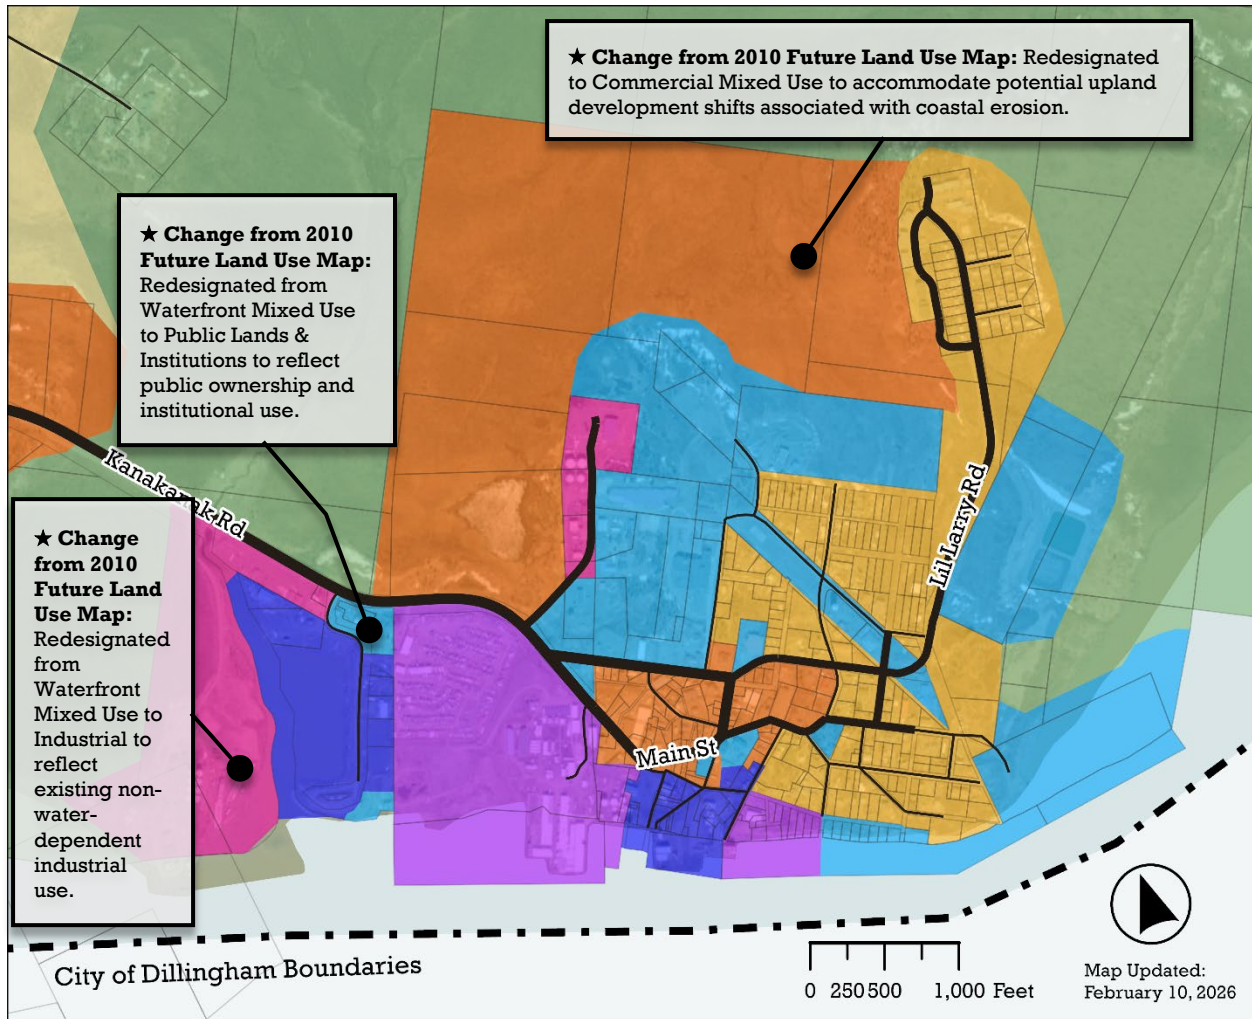 ★ Change from 2010 Future Land Use Map: Redesignated
to Commercial Mixed Use to accommodate potential upland
development shifts associated with coastal erosion.
★ Change from 2010
Future Land Use Map:
Redesignated from
Waterfront Mixed Use
to Public Lands &
Institutions to reflect
public ownership and
institutional use.
Kanakanak Rd
★ Change
from 2010
Future Land
Use Map:
Redesignated
from
Waterfront
Mixed Use to
Industrial to
reflect
existing non-
water-
dependent
industrial
use.
Lil Larry Rd
Main St
City of Dillingham Boundaries
0 250 500 1,000 Feet
Map Updated:
February 10, 2026